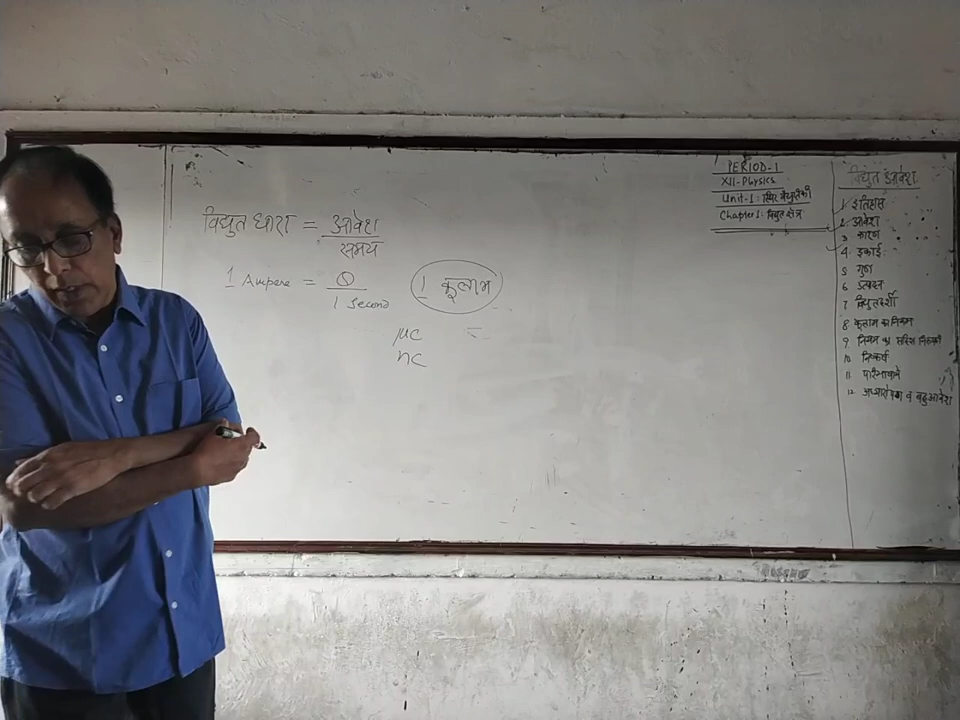 विद्युत धारा = आवेश / समय
1 Ampere = Q / 1 Second
1 कूलाम
μc =
nc
PERIOD-1
XII-Physics
Unit-1: स्थिर वैद्युतिकी
Chapter 1: विद्युत क्षेत्र
विद्युत आवेश
1 इतिहास
2 आवेश
3 कारण
4 इकाई
5 गुण
6
7 विद्युतदर्शी
8 कूलाम का नियम
9 नियम का सदिश निरूपण
10 निष्कर्ष
11 परिभाषाएं
12 अध्यारोपण व बहुआवेश